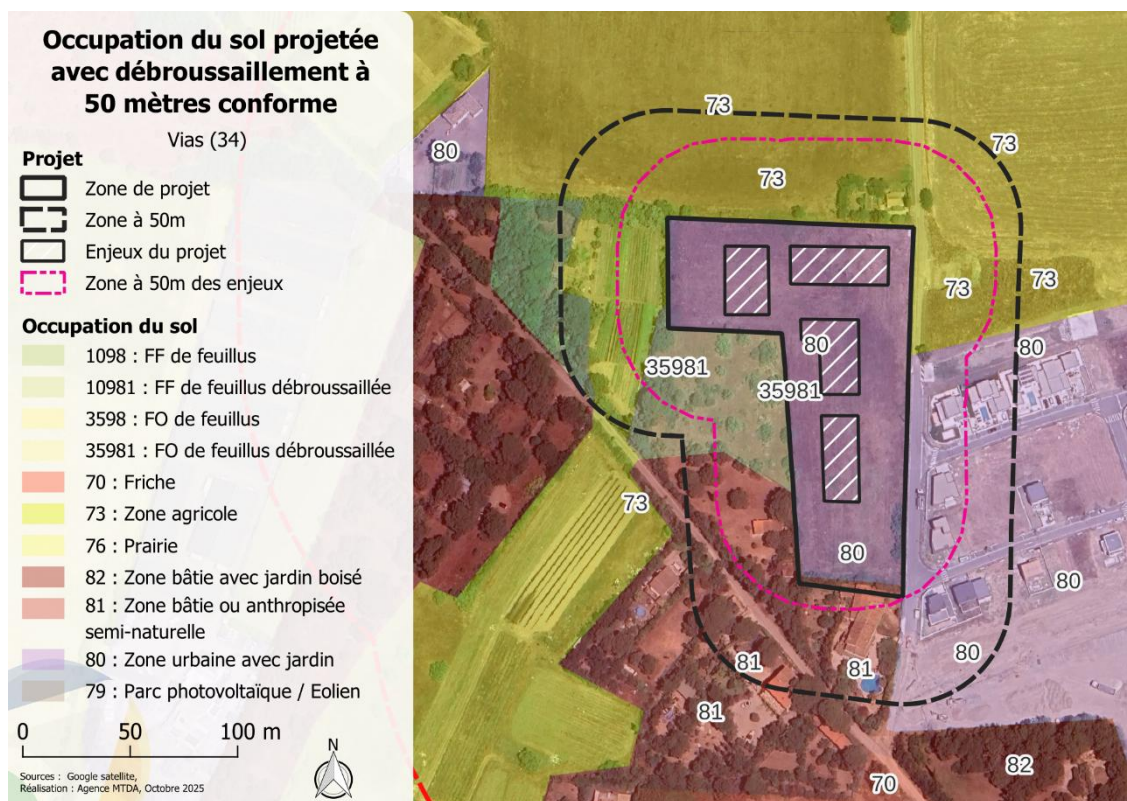 Occupation du sol projetée
avec débroussaillement à
50 mètres conforme
Vias (34)
Projet
Zone de projet
Zone à 50m
Enjeux du projet
Zone à 50m des enjeux
Occupation du sol
1098 : FF de feuillus
10981 : FF de feuillus débroussaillée
3598 : FO de feuillus
35981 : FO de feuillus débroussaillée
70 : Friche
73 : Zone agricole
76 : Prairie
82 : Zone bâtie avec jardin boisé
81 : Zone bâtie ou anthropisée
semi-naturelle
80 : Zone urbaine avec jardin
79 : Parc photovoltaïque / Eolien
0 50 100 m
N
Sources : Google satellite,
Réalisation : Agence MTDA, Octobre 2025
73
73
80
73
73
73
80
80
35981
35981
73
80
80
80
81
81
81
82
70